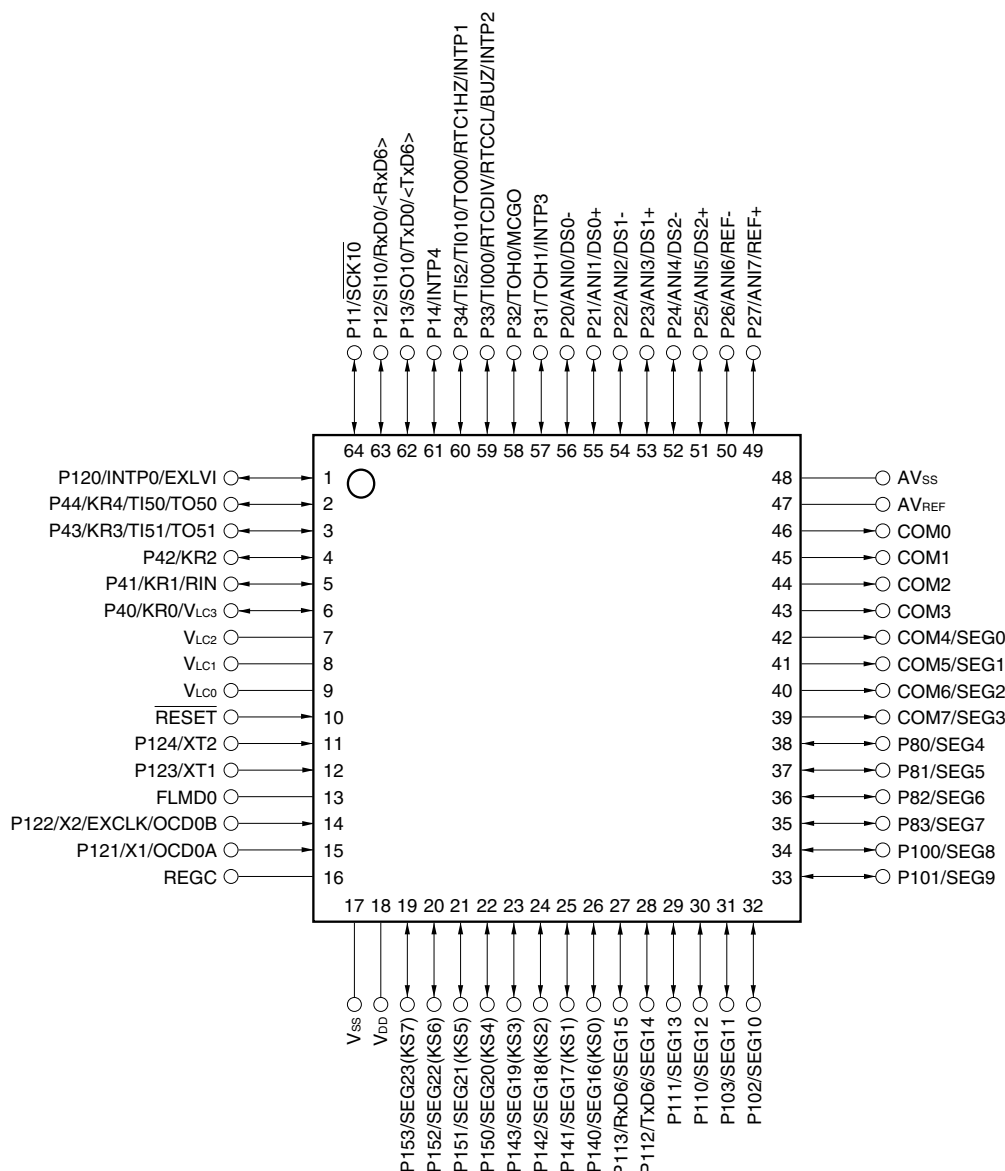 P11/SCK10
P12/SI10/RxD0/<RxD6>
P13/SO10/TxD0/<TxD6>
P14/INTP4
P34/TI52/TI010/TO00/RTC1HZ/INTP1
P33/TI000/RTCDIV/RTCCL/BUZ/INTP2
P32/TOH0/MCGO
P31/TOH1/INTP3
P20/ANI0/DS0-
P21/ANI1/DS0+
P22/ANI2/DS1-
P23/ANI3/DS1+
P24/ANI4/DS2-
P25/ANI5/DS2+
P26/ANI6/REF-
P27/ANI7/REF+
64 63 62 61 60 59 58 57 56 55 54 53 52 51 50 49
P120/INTP0/EXLVI 1 48 AVSS
P44/KR4/TI50/TO50 2 47 AVREF
P43/KR3/TI51/TO51 3 46 COM0
P42/KR2 4 45 COM1
P41/KR1/RIN 5 44 COM2
P40/KR0/VLC3 6 43 COM3
VLC2 7 42 COM4/SEG0
VLC1 8 41 COM5/SEG1
VLC0 9 40 COM6/SEG2
RESET 10 39 COM7/SEG3
P124/XT2 11 38 P80/SEG4
P123/XT1 12 37 P81/SEG5
FLMD0 13 36 P82/SEG6
P122/X2/EXCLK/OCD0B 14 35 P83/SEG7
P121/X1/OCD0A 15 34 P100/SEG8
REGC 16 33 P101/SEG9
17 18 19 20 21 22 23 24 25 26 27 28 29 30 31 32
VSS
VDD
P153/SEG23(KS7)
P152/SEG22(KS6)
P151/SEG21(KS5)
P150/SEG20(KS4)
P143/SEG19(KS3)
P142/SEG18(KS2)
P141/SEG17(KS1)
P140/SEG16(KS0)
P113/RxD6/SEG15
P112/TxD6/SEG14
P111/SEG13
P110/SEG12
P103/SEG11
P102/SEG10